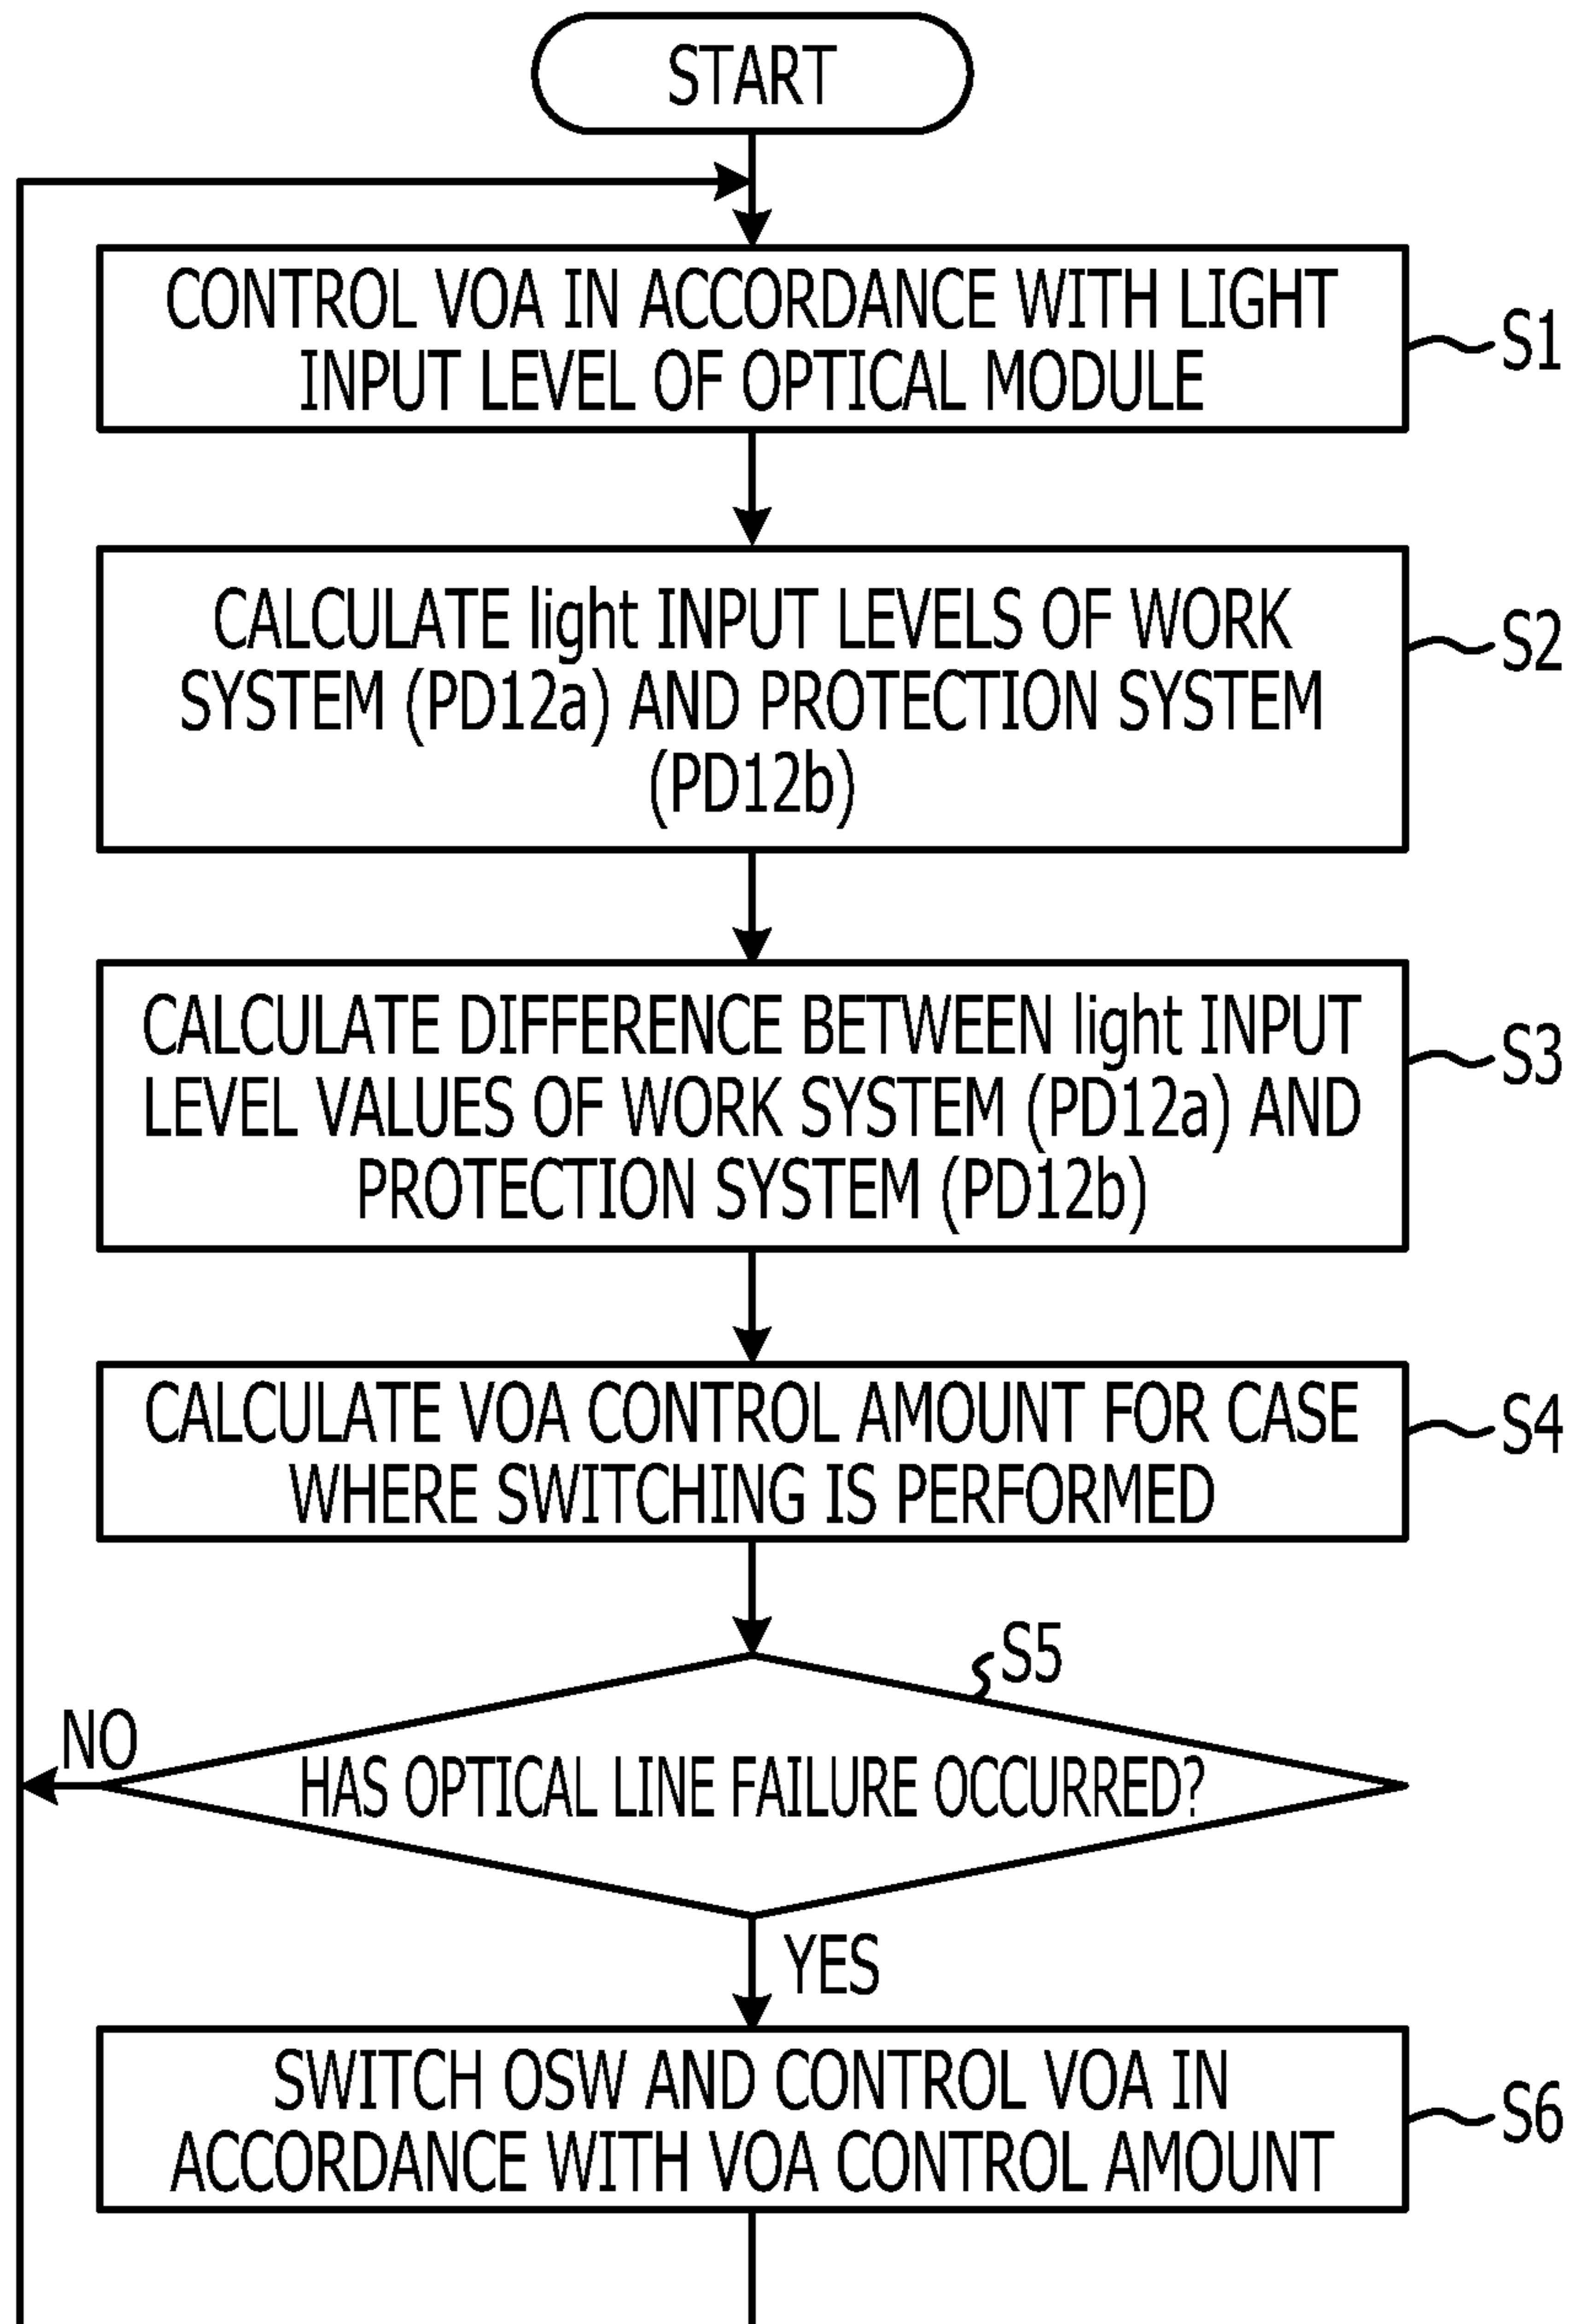 START
CONTROL VOA IN ACCORDANCE WITH LIGHT
INPUT LEVEL OF OPTICAL MODULE
S1
CALCULATE light INPUT LEVELS OF WORK
SYSTEM (PD12a) AND PROTECTION SYSTEM
(PD12b)
S2
CALCULATE DIFFERENCE BETWEEN light INPUT
LEVEL VALUES OF WORK SYSTEM (PD12a) AND
PROTECTION SYSTEM (PD12b)
S3
CALCULATE VOA CONTROL AMOUNT FOR CASE
WHERE SWITCHING IS PERFORMED
S4
S5
NO
HAS OPTICAL LINE FAILURE OCCURRED?
YES
SWITCH OSW AND CONTROL VOA IN
ACCORDANCE WITH VOA CONTROL AMOUNT
S6